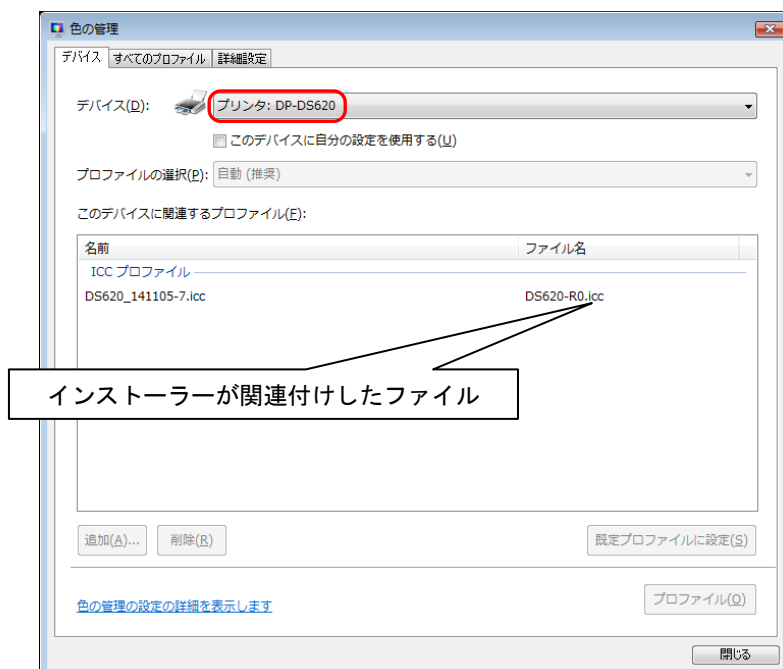 色の管理
デバイス すべてのプロファイル 詳細設定
デバイス(D): プリンタ: DP-DS620
このデバイスに自分の設定を使用する(U)
プロファイルの選択(P): 自動 (推奨)
このデバイスに関連するプロファイル(F):
名前 ファイル名
ICC プロファイル
DS620_141105-7.icc DS620-R0.icc
インストーラーが関連付けしたファイル
追加(A)... 削除(R) 既定プロファイルに設定(S)
色の管理の設定の詳細を表示します プロファイル(O)
閉じる